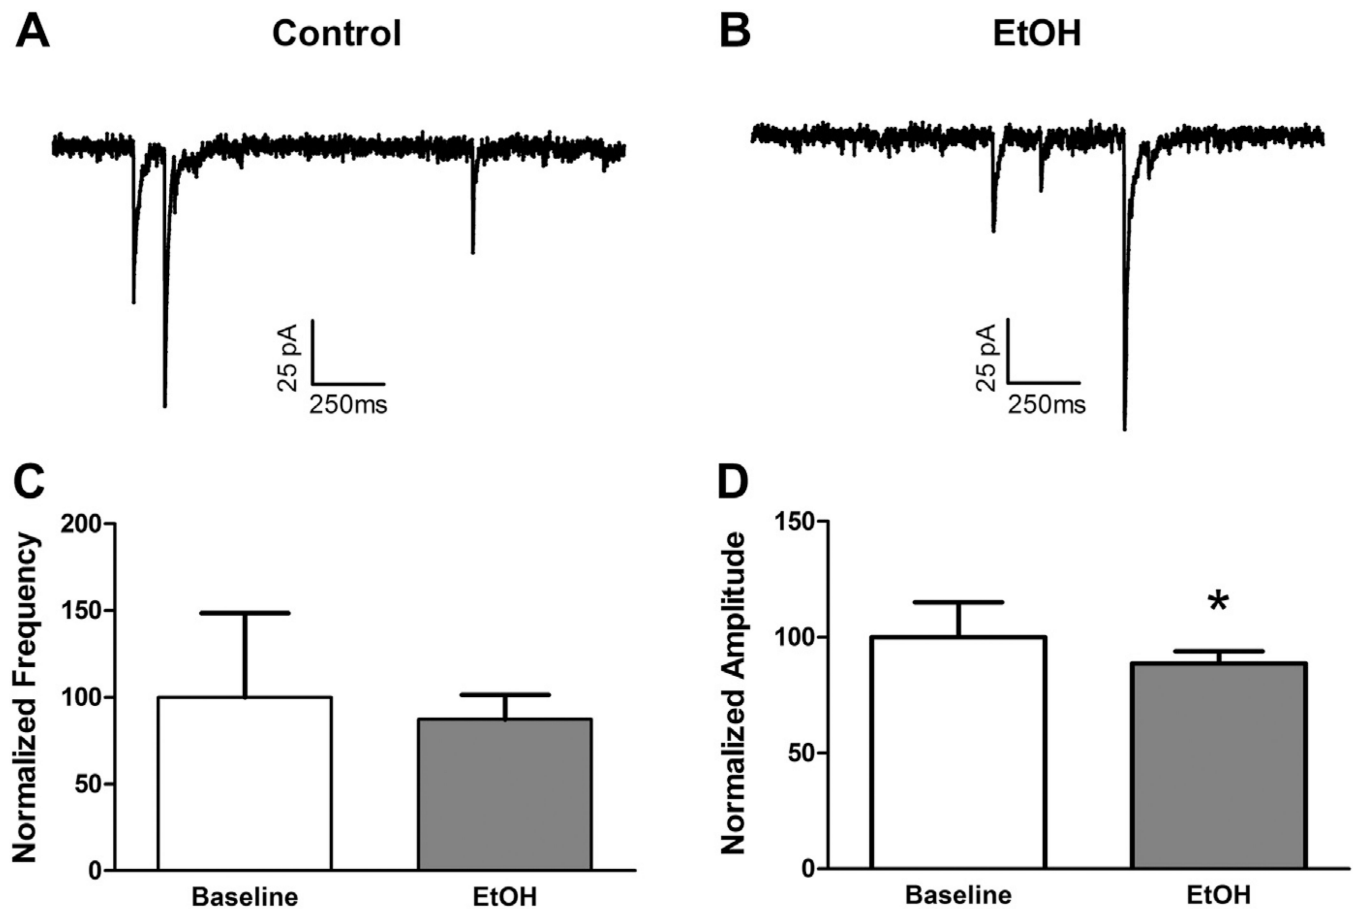 A
Control
B
EtOH
25 pA
250ms
25 pA
250ms
C
Normalized Frequency
200
150
100
50
0
Baseline
EtOH
D
Normalized Amplitude
150
100
50
0
*
Baseline
EtOH